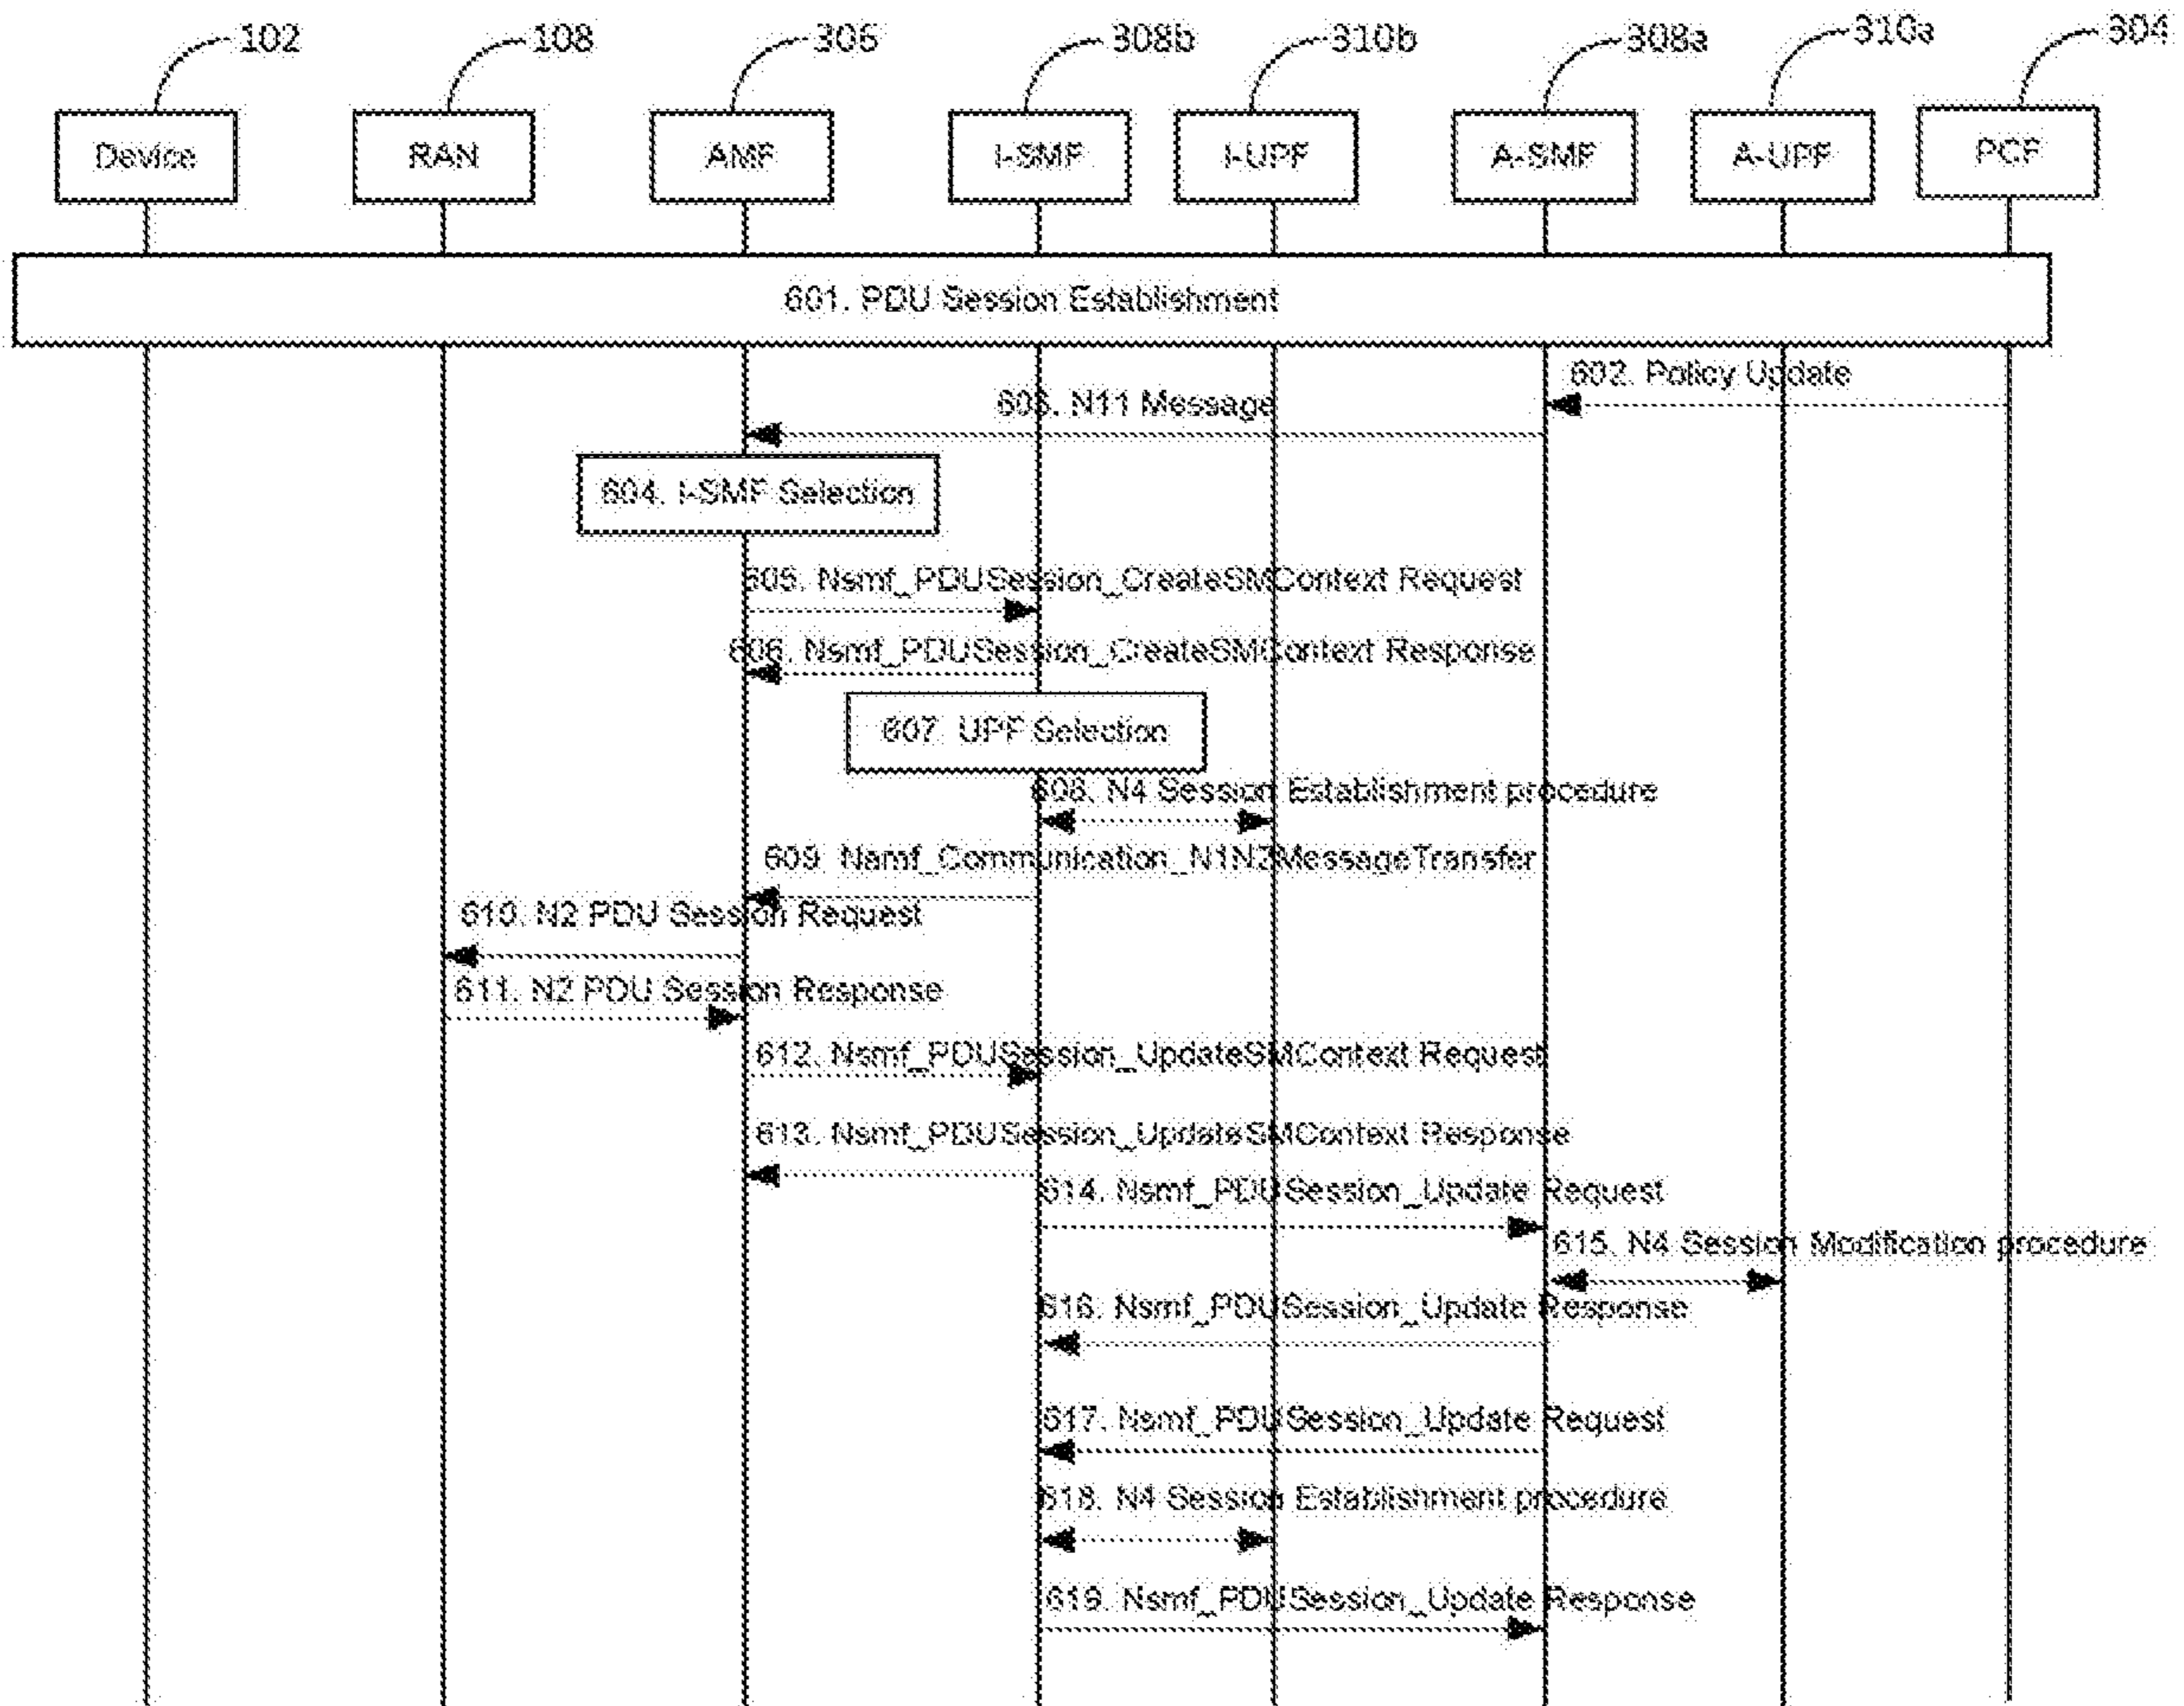 102 108 306 308b 310b 308a 310a 304
Device RAN AMF I-SMF I-UPF A-SMF A-UPF PCF
601. PDU Session Establishment
602. Policy Update
603. N11 Message
604. I-SMF Selection
605. Nsmf_PDUSession_CreateSMContext Request
606. Nsmf_PDUSession_CreateSMContext Response
607. UPF Selection
608. N4 Session Establishment procedure
609. Namf_Communication_N1N2MessageTransfer
610. N2 PDU Session Request
611. N2 PDU Session Response
612. Nsmf_PDUSession_UpdateSMContext Request
613. Nsmf_PDUSession_UpdateSMContext Response
614. Nsmf_PDUSession_Update Request
615. N4 Session Modification procedure
616. Nsmf_PDUSession_Update Response
617. Nsmf_PDUSession_Update Request
618. N4 Session Establishment procedure
619. Nsmf_PDUSession_Update Response